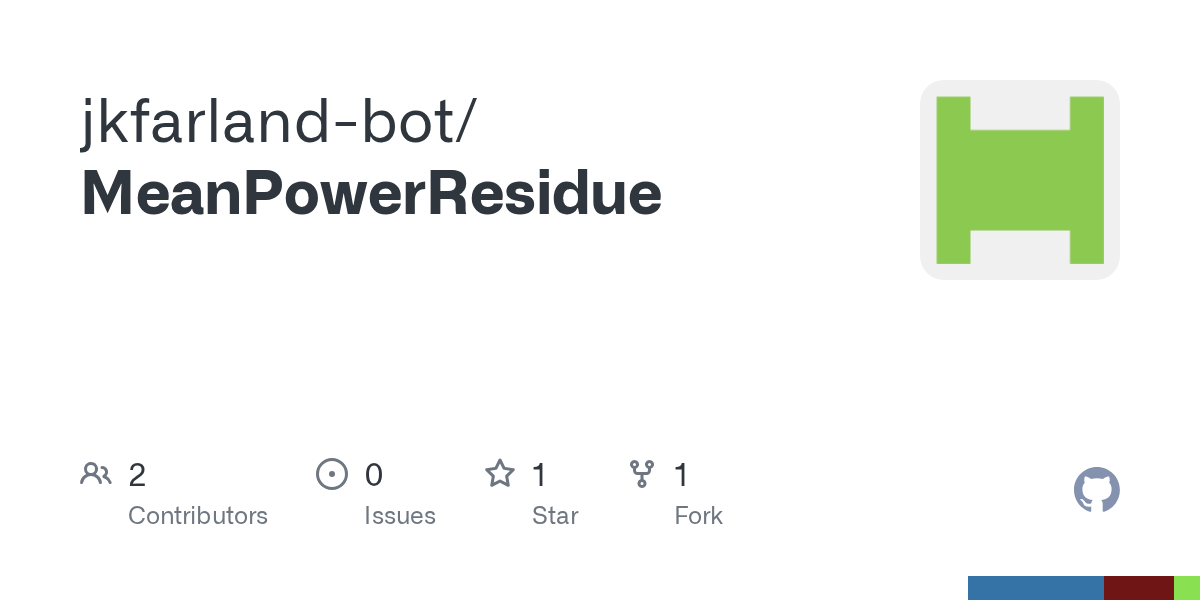 jkfarland-bot/
MeanPowerResidue
2
Contributors
0
Issues
1
Star
1
Fork